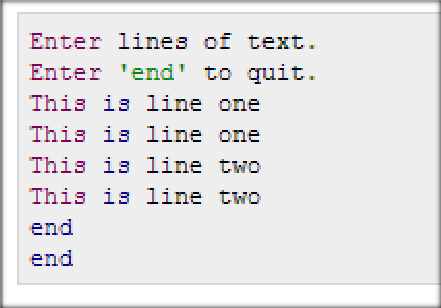 Enter lines of text.
Enter 'end' to quit.
This is line one
This is line one
This is line two
This is line two
end
end